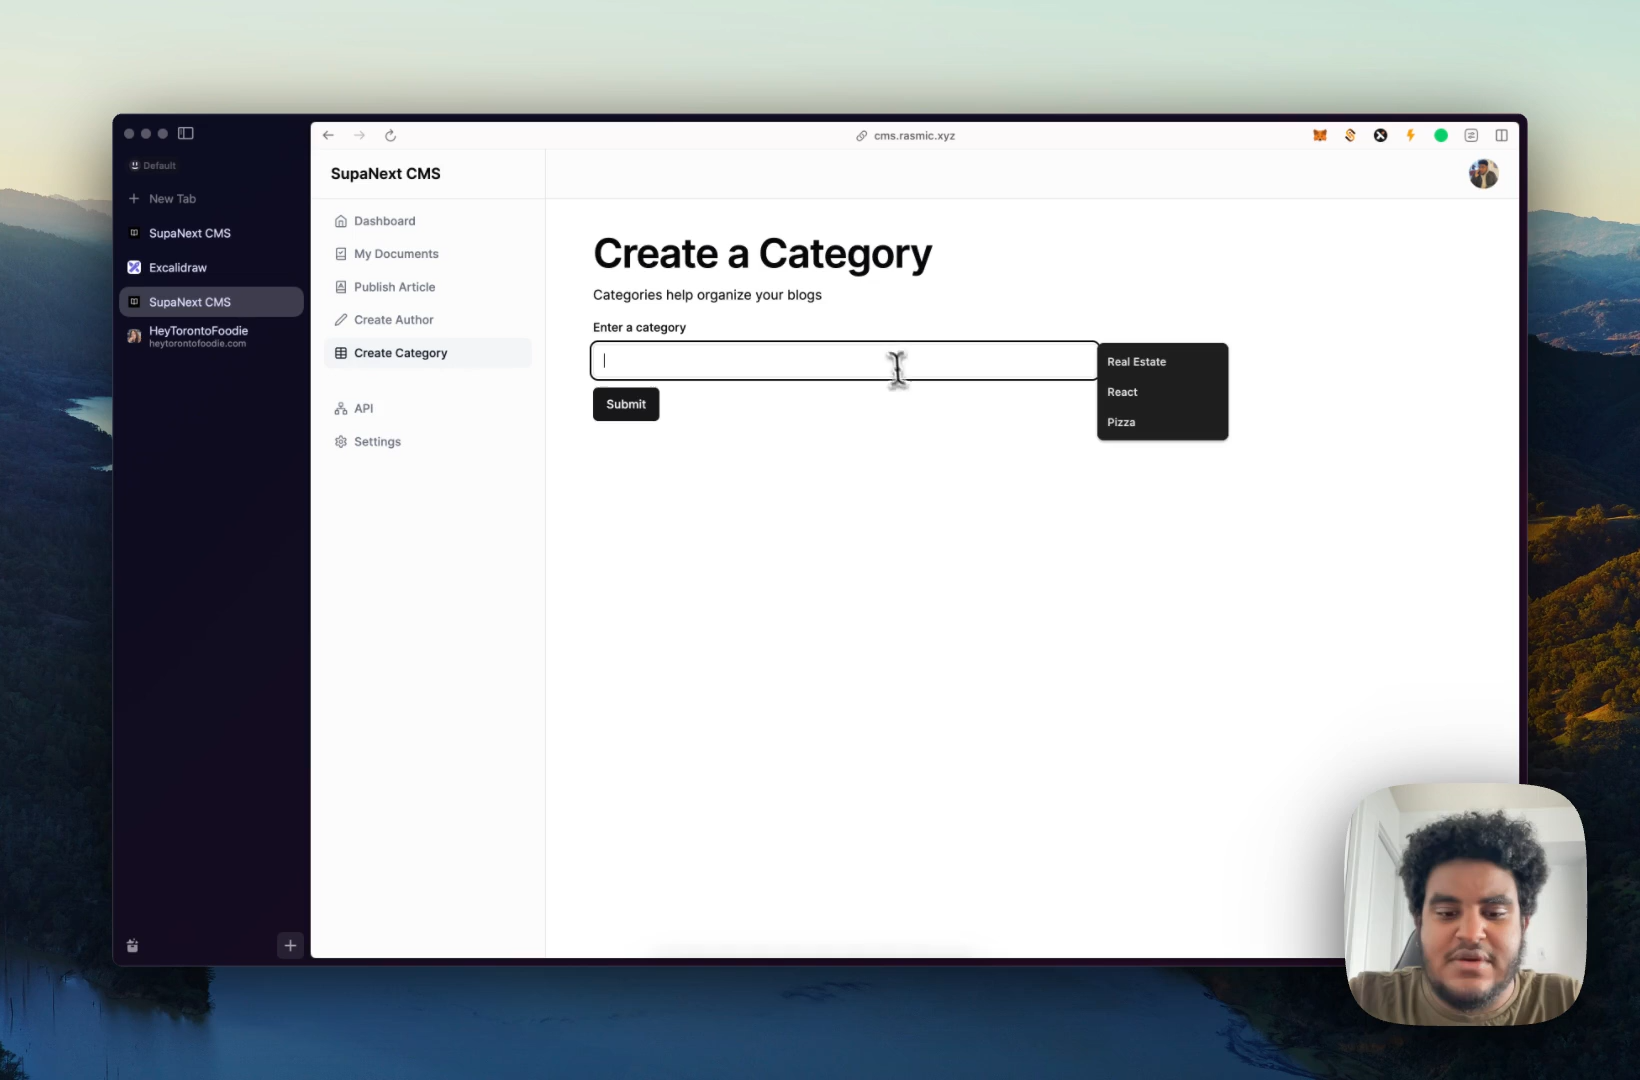 Default
New Tab
SupaNext CMS
Excalidraw
SupaNext CMS
HeyTorontoFoodie
heytorontofoodie.com
cms.rasmic.xyz
SupaNext CMS
Dashboard
My Documents
Publish Article
Create Author
Create Category
API
Settings
Create a Category
Categories help organize your blogs
Enter a category
Submit
Real Estate
React
Pizza